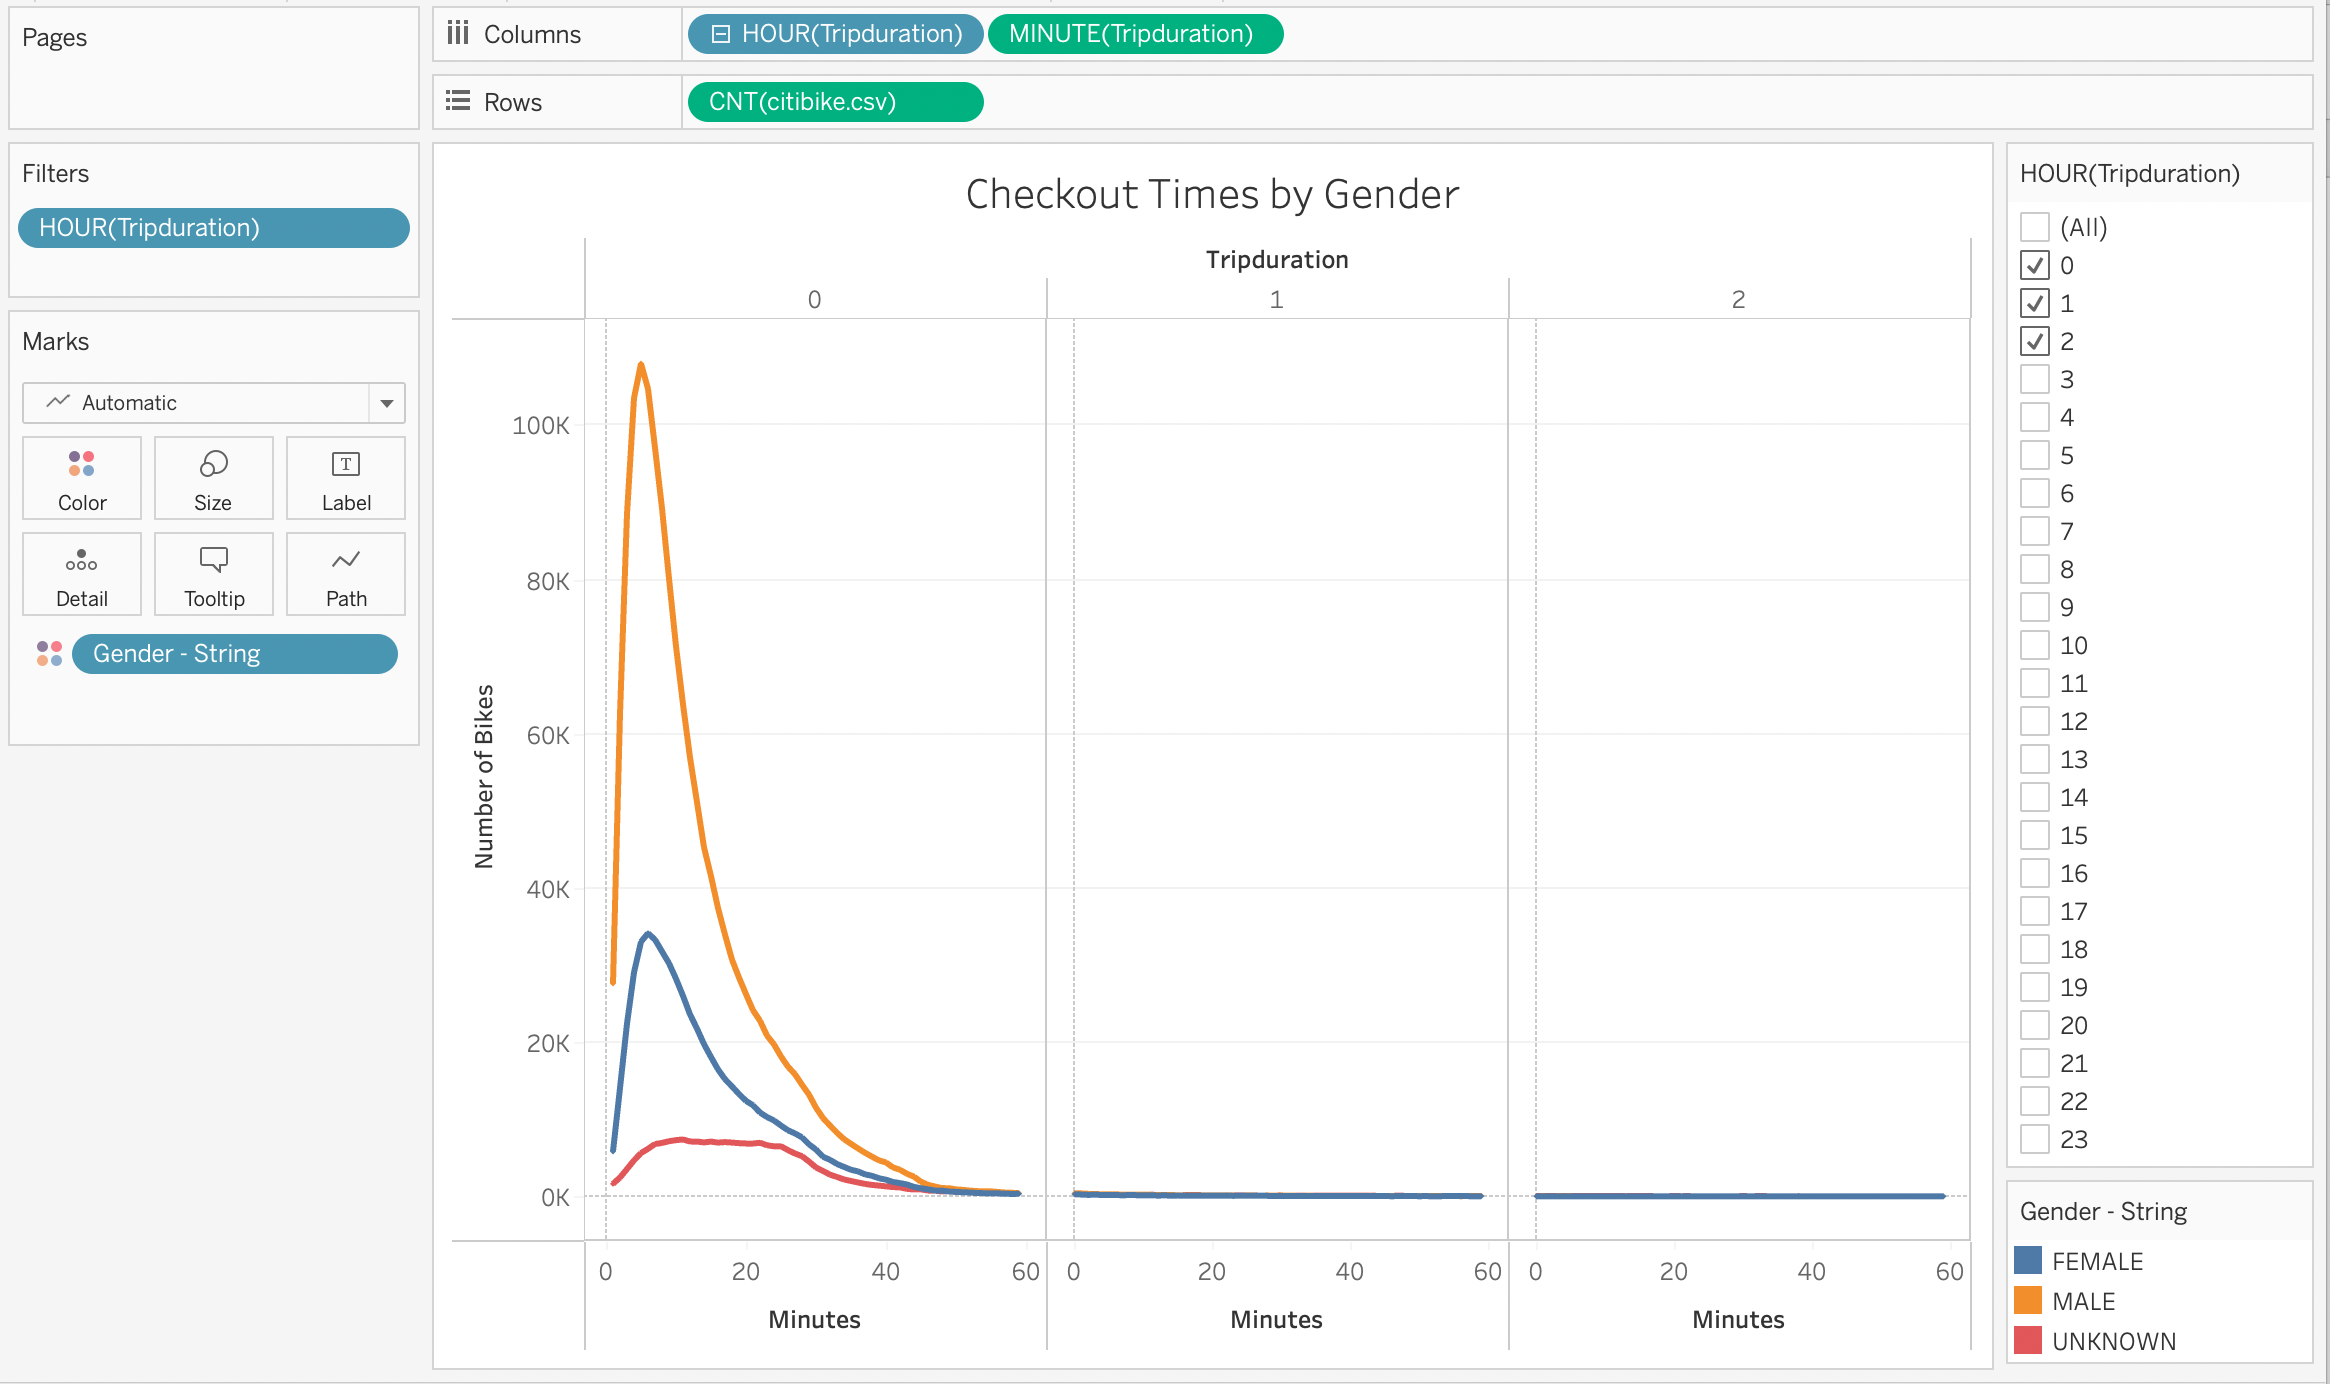 Pages
Columns
HOUR(Tripduration)
MINUTE(Tripduration)
Rows
CNT(citibike.csv)
Filters
HOUR(Tripduration)
Marks
Automatic
Color
Size
Label
Detail
Tooltip
Path
Gender - String
Checkout Times by Gender
Tripduration
0
1
2
Number of Bikes
100K
80K
60K
40K
20K
0K
0 20 40 60
0 20 40 60
0 20 40 60
Minutes
Minutes
Minutes
HOUR(Tripduration)
(All)
0
1
2
3
4
5
6
7
8
9
10
11
12
13
14
15
16
17
18
19
20
21
22
23
Gender - String
FEMALE
MALE
UNKNOWN